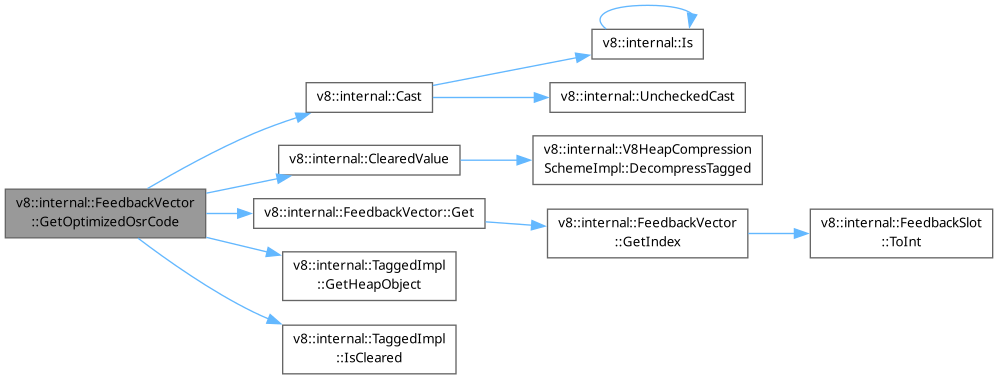 v8::internal::FeedbackVector
::GetOptimizedOsrCode
v8::internal::Cast
v8::internal::Is
v8::internal::UncheckedCast
v8::internal::ClearedValue
v8::internal::V8HeapCompression
SchemeImpl::DecompressTagged
v8::internal::FeedbackVector::Get
v8::internal::FeedbackVector
::GetIndex
v8::internal::FeedbackSlot
::ToInt
v8::internal::TaggedImpl
::GetHeapObject
v8::internal::TaggedImpl
::IsCleared